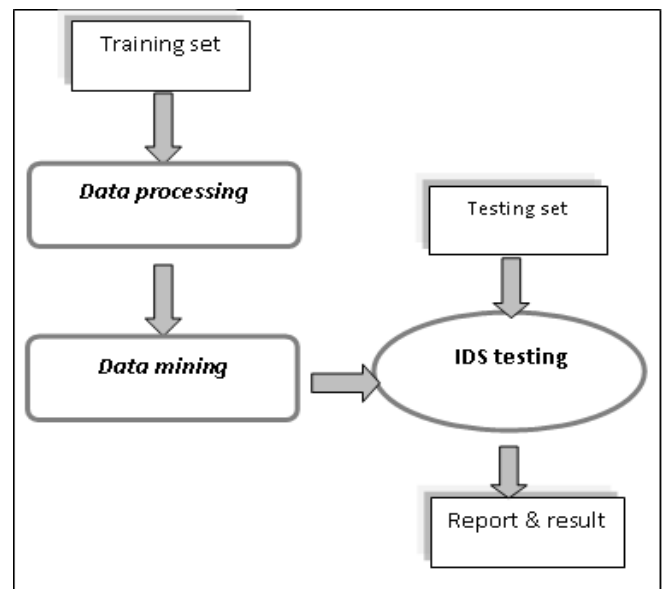 Training set
Data processing
Testing set
Data mining
IDS testing
Report & result